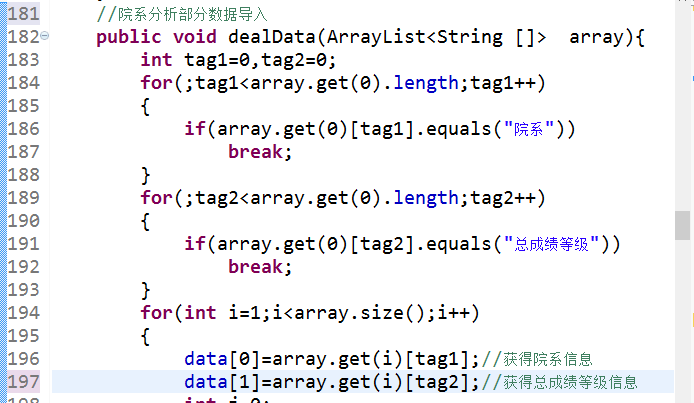 181 //院系分析部分数据导入
182 public void dealData(ArrayList<String []>  array){
183 int tag1=0,tag2=0;
184 for(;tag1<array.get(0).length;tag1++)
185 {
186 if(array.get(0)[tag1].equals("院系"))
187 break;
188 }
189 for(;tag2<array.get(0).length;tag2++)
190 {
191 if(array.get(0)[tag2].equals("总成绩等级"))
192 break;
193 }
194 for(int i=1;i<array.size();i++)
195 {
196 data[0]=array.get(i)[tag1];//获得院系信息
197 data[1]=array.get(i)[tag2];//获得总成绩等级信息